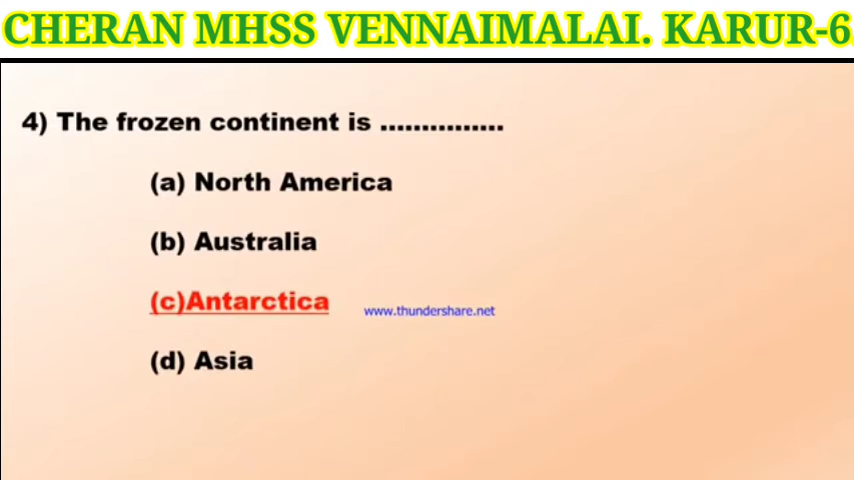 CHERAN MHSS VENNAIMALAI. KARUR-6
4) The frozen continent is ...............
(a) North America
(b) Australia
(c)Antarctica
www.thundershare.net
(d) Asia